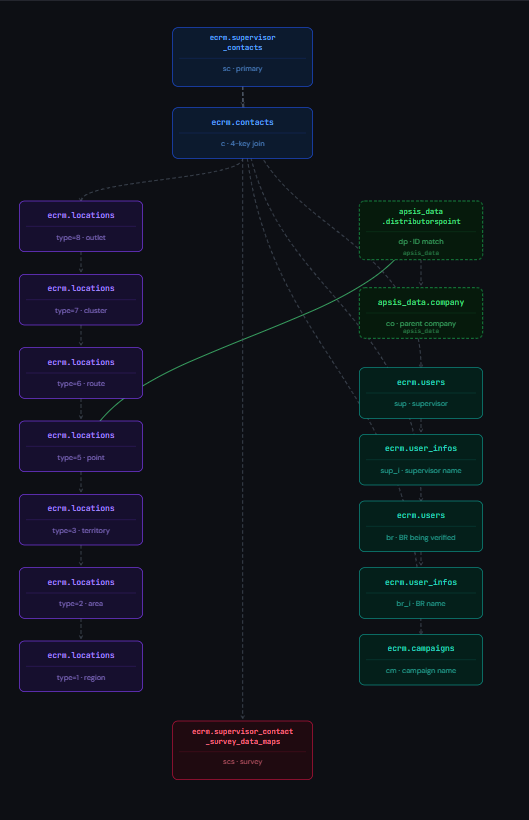 ecrm.supervisor
_contacts
sc · primary
ecrm.contacts
c · 4-key join
ecrm.locations
type=8 · outlet
ecrm.locations
type=7 · cluster
ecrm.locations
type=6 · route
ecrm.locations
type=5 · point
ecrm.locations
type=3 · territory
ecrm.locations
type=2 · area
ecrm.locations
type=1 · region
apsis_data
.distributorspoint
dp · ID match
apsis_data
apsis_data.company
co · parent company
apsis_data
ecrm.users
sup · supervisor
ecrm.user_infos
sup_i · supervisor name
ecrm.users
br · BR being verified
ecrm.user_infos
br_i · BR name
ecrm.campaigns
cm · campaign name
ecrm.supervisor_contact
_survey_data_maps
scs · survey